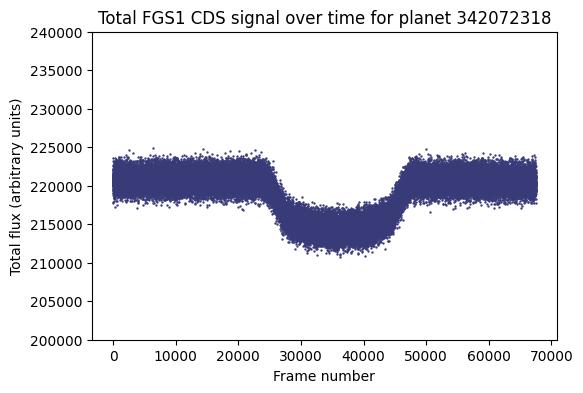 Total FGS1 CDS signal over time for planet 342072318
240000
235000
230000
225000
220000
215000
210000
205000
200000
Total flux (arbitrary units)
0 10000 20000 30000 40000 50000 60000 70000
Frame number